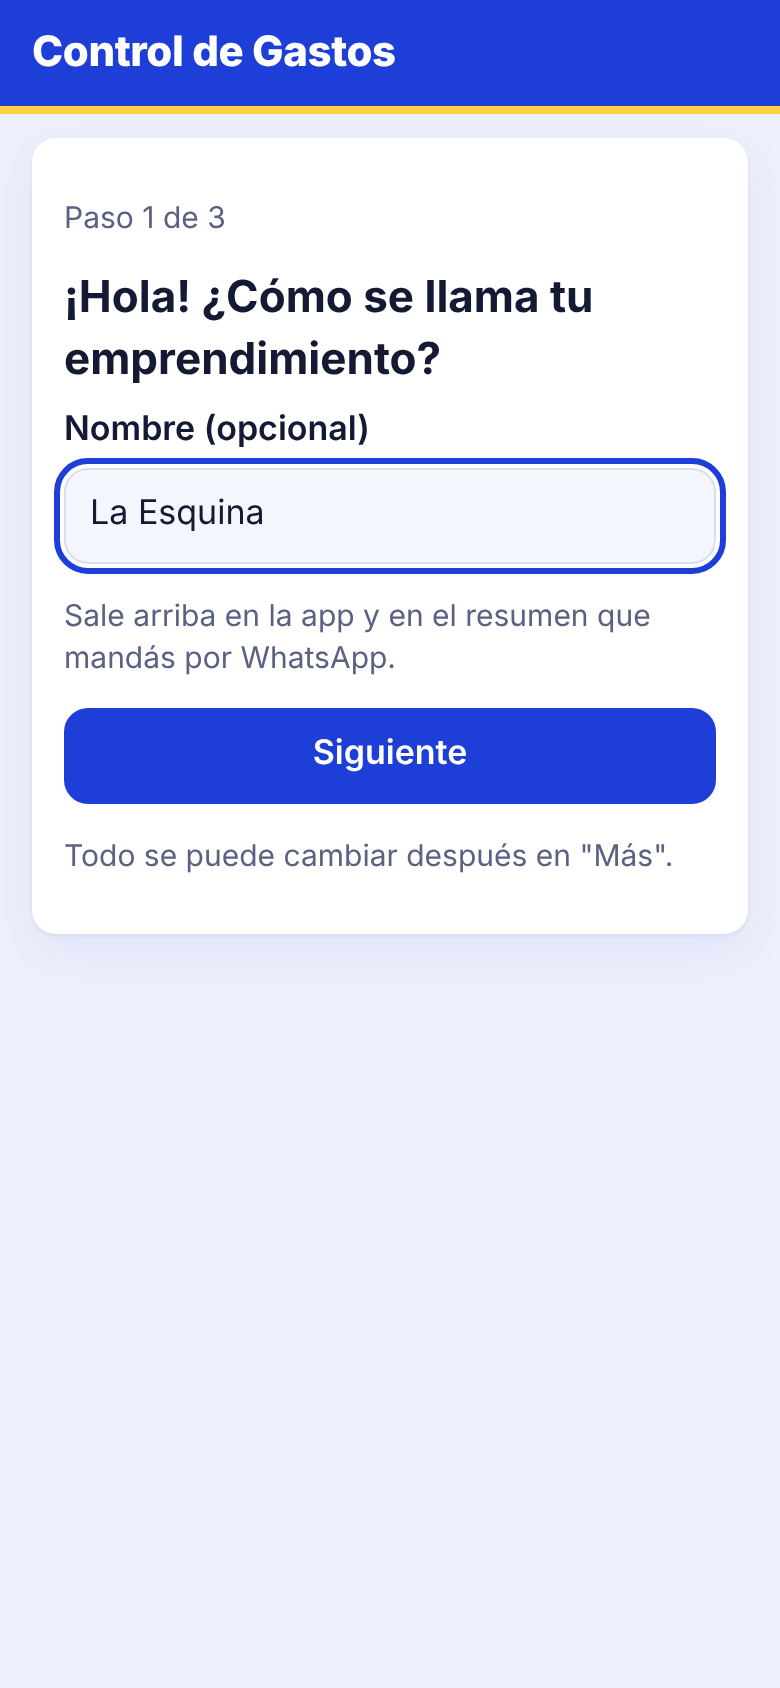 Control de Gastos
Paso 1 de 3
¡Hola! ¿Cómo se llama tu
emprendimiento?
Nombre (opcional)
La Esquina
Sale arriba en la app y en el resumen que
mandás por WhatsApp.
Siguiente
Todo se puede cambiar después en "Más".